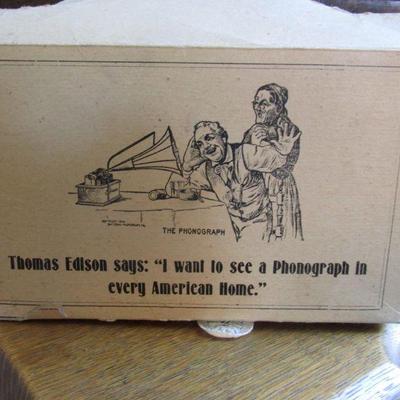 THE PHONOGRAPH
Thomas Edison says: "I want to see a Phonograph in
every American Home."